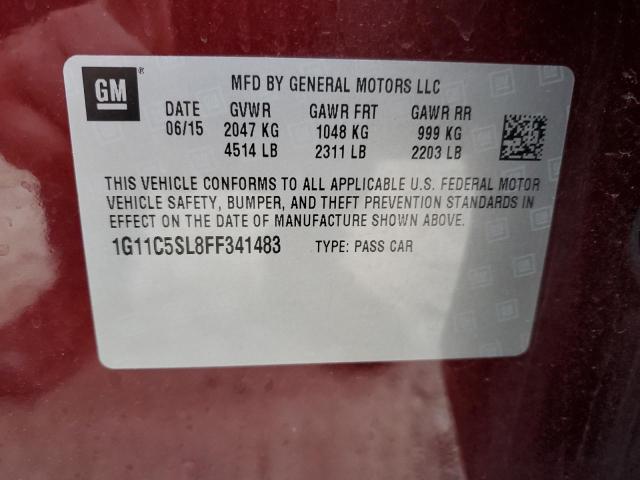 GM®
MFD BY GENERAL MOTORS LLC
DATE GVWR GAWR FRT GAWR RR
06/15 2047 KG 1048 KG 999 KG
4514 LB 2311 LB 2203 LB
THIS VEHICLE CONFORMS TO ALL APPLICABLE U.S. FEDERAL MOTOR
VEHICLE SAFETY, BUMPER, AND THEFT PREVENTION STANDARDS IN
EFFECT ON THE DATE OF MANUFACTURE SHOWN ABOVE.
1G11C5SL8FF341483 TYPE: PASS CAR